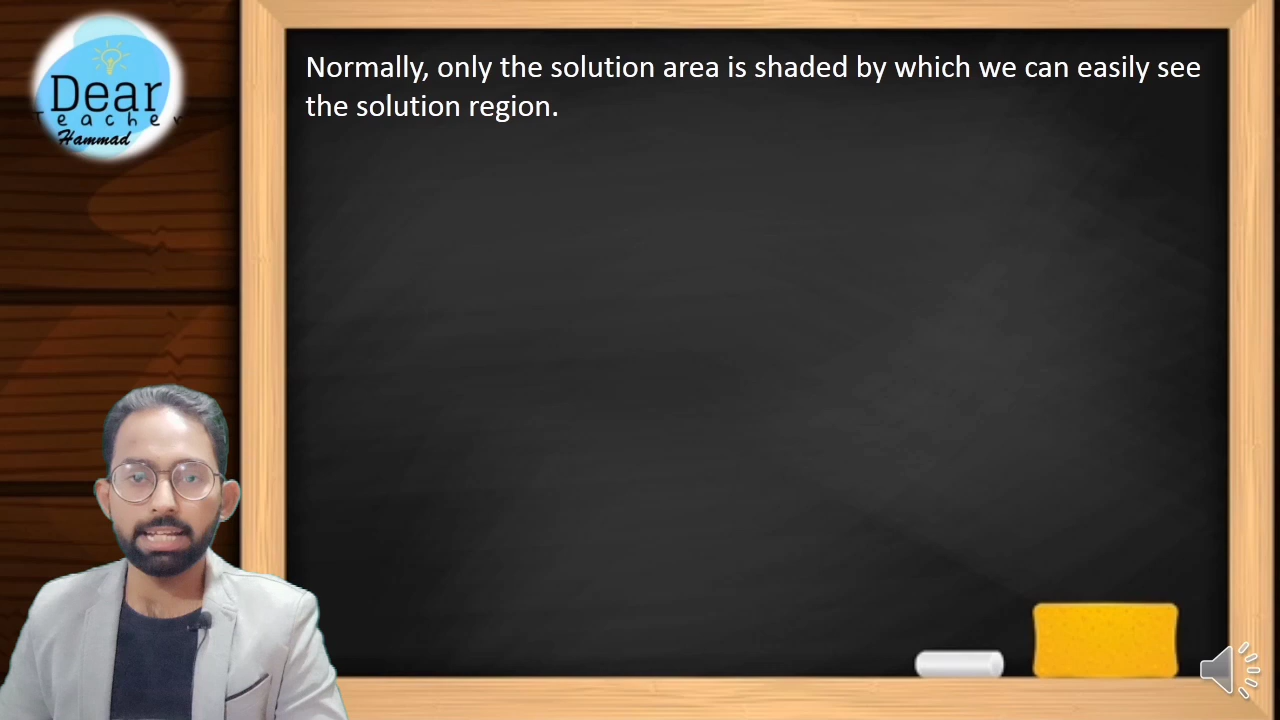 Dear
Teacher
Hammad
Normally, only the solution area is shaded by which we can easily see
the solution region.